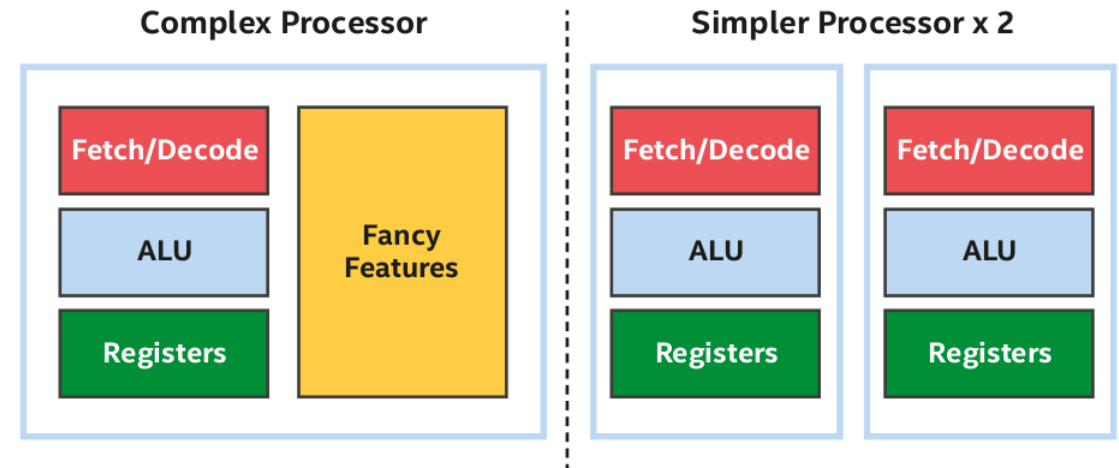 Complex Processor
Fetch/Decode
ALU
Registers
Fancy
Features
Simpler Processor x 2
Fetch/Decode
ALU
Registers
Fetch/Decode
ALU
Registers